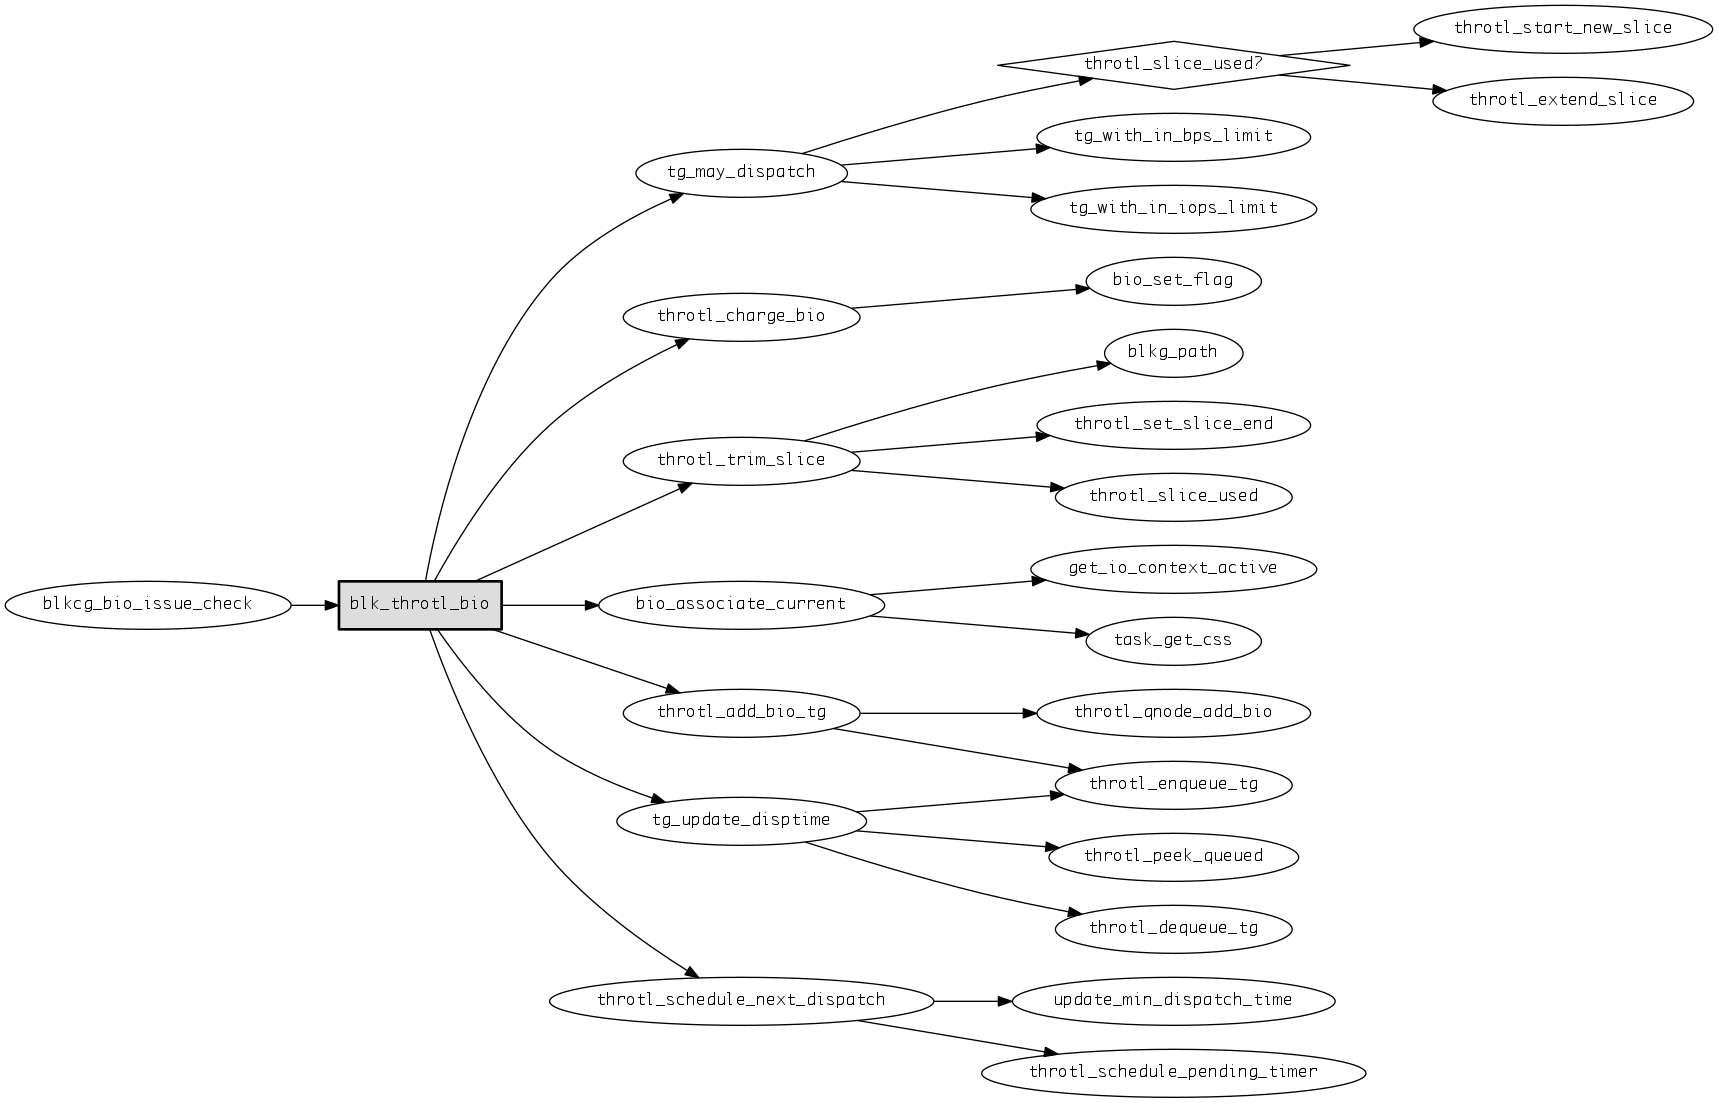 throtl_start_new_slice
throtl_slice_used?
throtl_extend_slice
tg_with_in_bps_limit
tg_may_dispatch
tg_with_in_iops_limit
bio_set_flag
throtl_charge_bio
blkg_path
throtl_set_slice_end
throtl_trim_slice
throtl_slice_used
get_io_context_active
blkcg_bio_issue_check
blk_throtl_bio
bio_associate_current
task_get_css
throtl_add_bio_tg
throtl_qnode_add_bio
throtl_enqueue_tg
tg_update_disptime
throtl_peek_queued
throtl_dequeue_tg
throtl_schedule_next_dispatch
update_min_dispatch_time
throtl_schedule_pending_timer